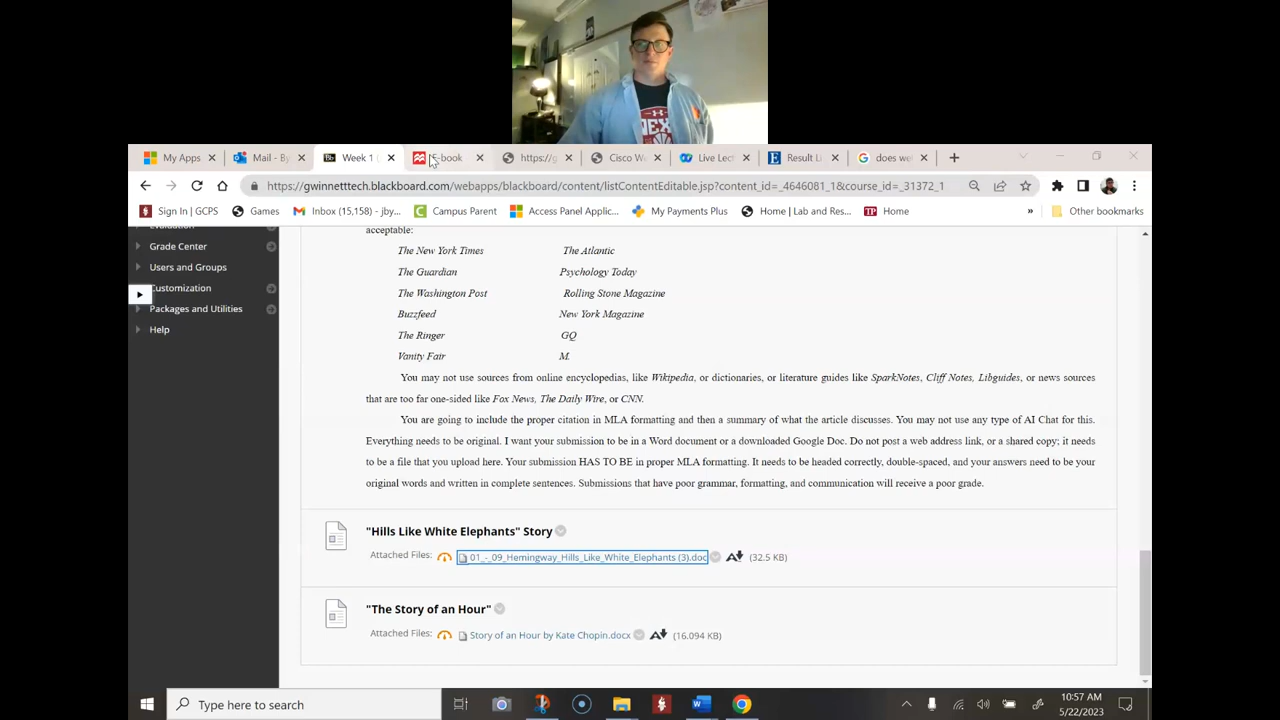 NEX
My Apps
Mail - By
Week 1
E-book
https://g
Cisco W
Live Lect
Result Li
does we
https://gwinnetttech.blackboard.com/webapps/blackboard/content/listContentEditable.jsp?content_id=_4646081_1&course_id=_31372_1
Sign In | GCPS
Games
Inbox (15,158) - jby...
Campus Parent
Access Panel Applic...
My Payments Plus
Home | Lab and Res...
Home
»
Other bookmarks
Grade Center
Users and Groups
Customization
Packages and Utilities
Help
acceptable:
The New York Times The Atlantic
The Guardian Psychology Today
The Washington Post Rolling Stone Magazine
Buzzfeed New York Magazine
The Ringer GQ
Vanity Fair M.
You may not use sources from online encyclopedias, like Wikipedia, or dictionaries, or literature guides like SparkNotes, Cliff Notes, Libguides, or news sources
that are too far one-sided like Fox News, The Daily Wire, or CNN.
You are going to include the proper citation in MLA formatting and then a summary of what the article discusses. You may not use any type of AI Chat for this.
Everything needs to be original. I want your submission to be in a Word document or a downloaded Google Doc. Do not post a web address link, or a shared copy; it needs
to be a file that you upload here. Your submission HAS TO BE in proper MLA formatting. It needs to be headed correctly, double-spaced, and your answers need to be your
original words and written in complete sentences. Submissions that have poor grammar, formatting, and communication will receive a poor grade.
"Hills Like White Elephants" Story
Attached Files: 01_-_09_Hemingway_Hills_Like_White_Elephants (3).doc (32.5 KB)
"The Story of an Hour"
Attached Files: Story of an Hour by Kate Chopin.docx (16.094 KB)
Type here to search
10:57 AM
5/22/2023